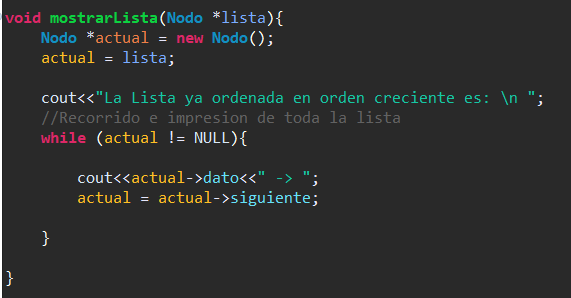 void mostrarLista(Nodo *lista){
    Nodo *actual = new Nodo();
    actual = lista;
    cout<<"La Lista ya ordenada en orden creciente es: \n ";
    //Recorrido e impresion de toda la lista
    while (actual != NULL){
        cout<<actual->dato<<" -> ";
        actual = actual->siguiente;
    }
}